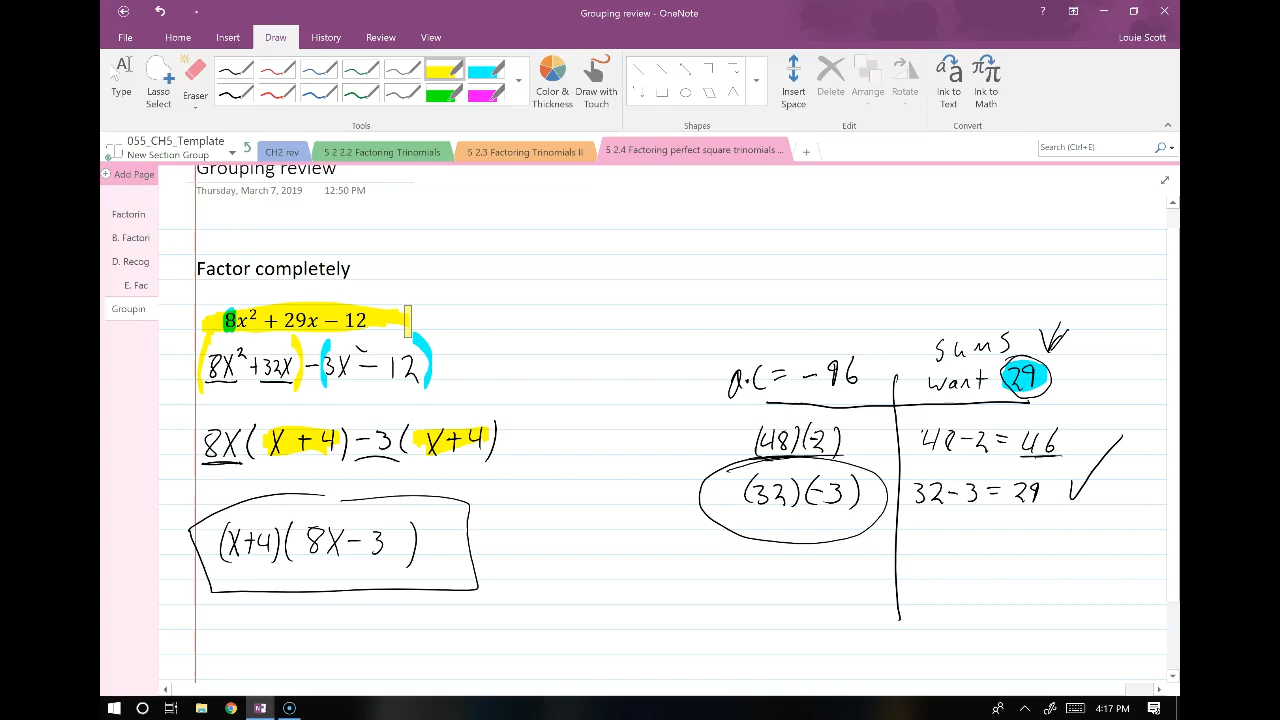 Grouping review - OneNote
File Home Insert Draw History Review View
Louie Scott
Type Lasso Select Eraser Color & Thickness Draw with Touch Insert Space Delete Arrange Rotate Ink to Text Ink to Math
Tools Shapes Edit Convert
055_CH5_Template
New Section Group
CH2 rev 5 2 2.2 Factoring Trinomials 5 2.3 Factoring Trinomials II 5 2.4 Factoring perfect square trinomials ...
Search (Ctrl+E)
Add Page
Factorin
B. Factori
D. Recog
E. Fac
Groupin
Grouping review
Thursday, March 7, 2019 12:50 PM
Factor completely
8x² + 29x − 12
(8X² +32X) −(3X − 12)
8X( X + 4) −3( X+4)
(X+4)( 8X − 3 )
sums
a·c = −96 want 29
(48)(-2) 48−2 = 46
(32)(−3) 32−3 = 29 ✓
4:17 PM